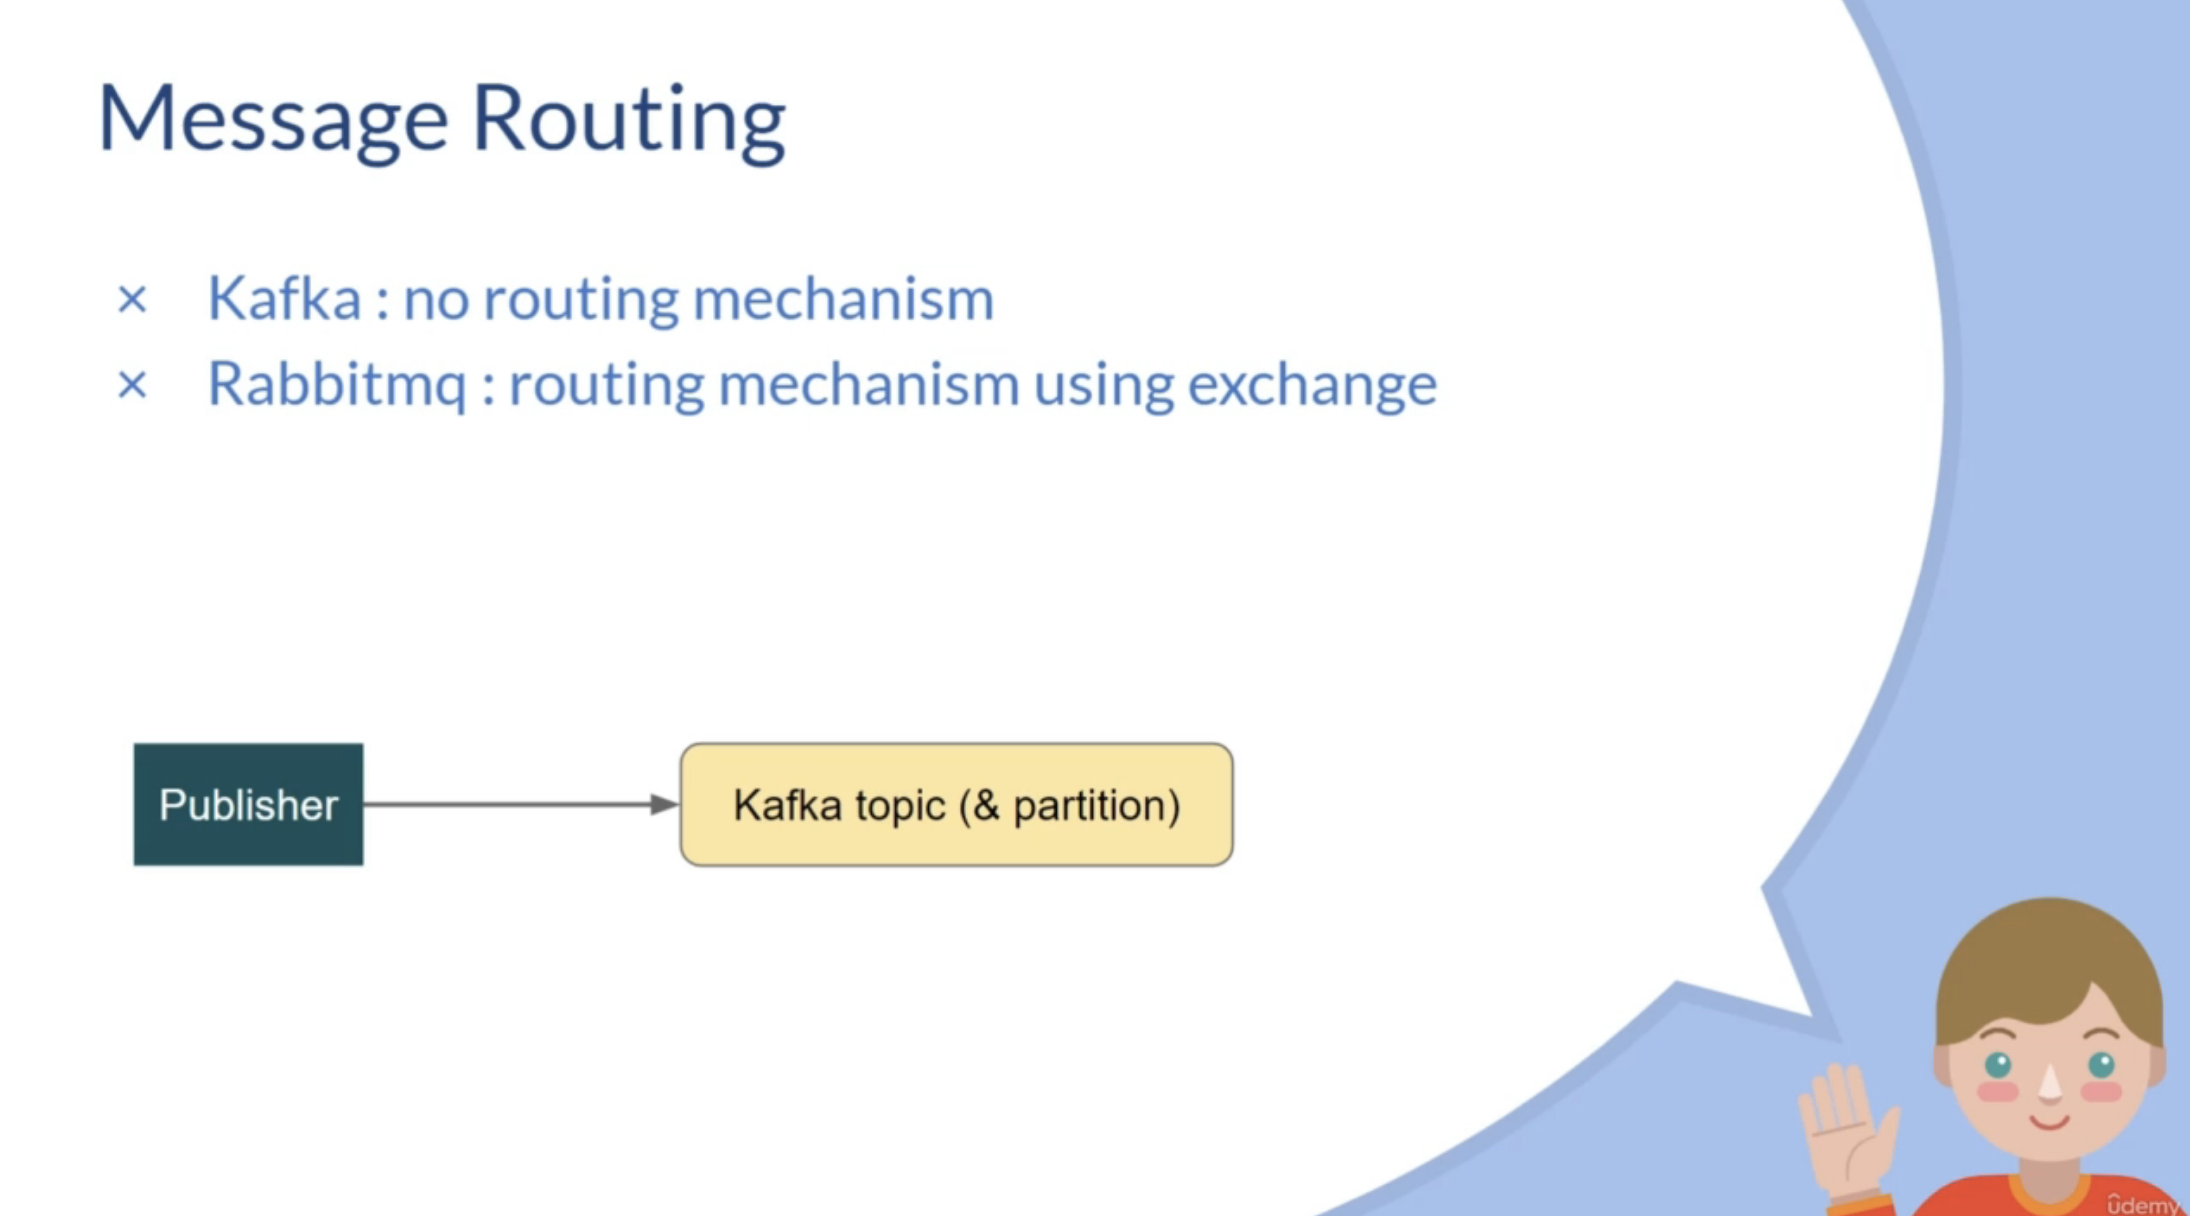 Message Routing
× Kafka : no routing mechanism
× Rabbitmq : routing mechanism using exchange
Publisher
Kafka topic (& partition)
ûdemy